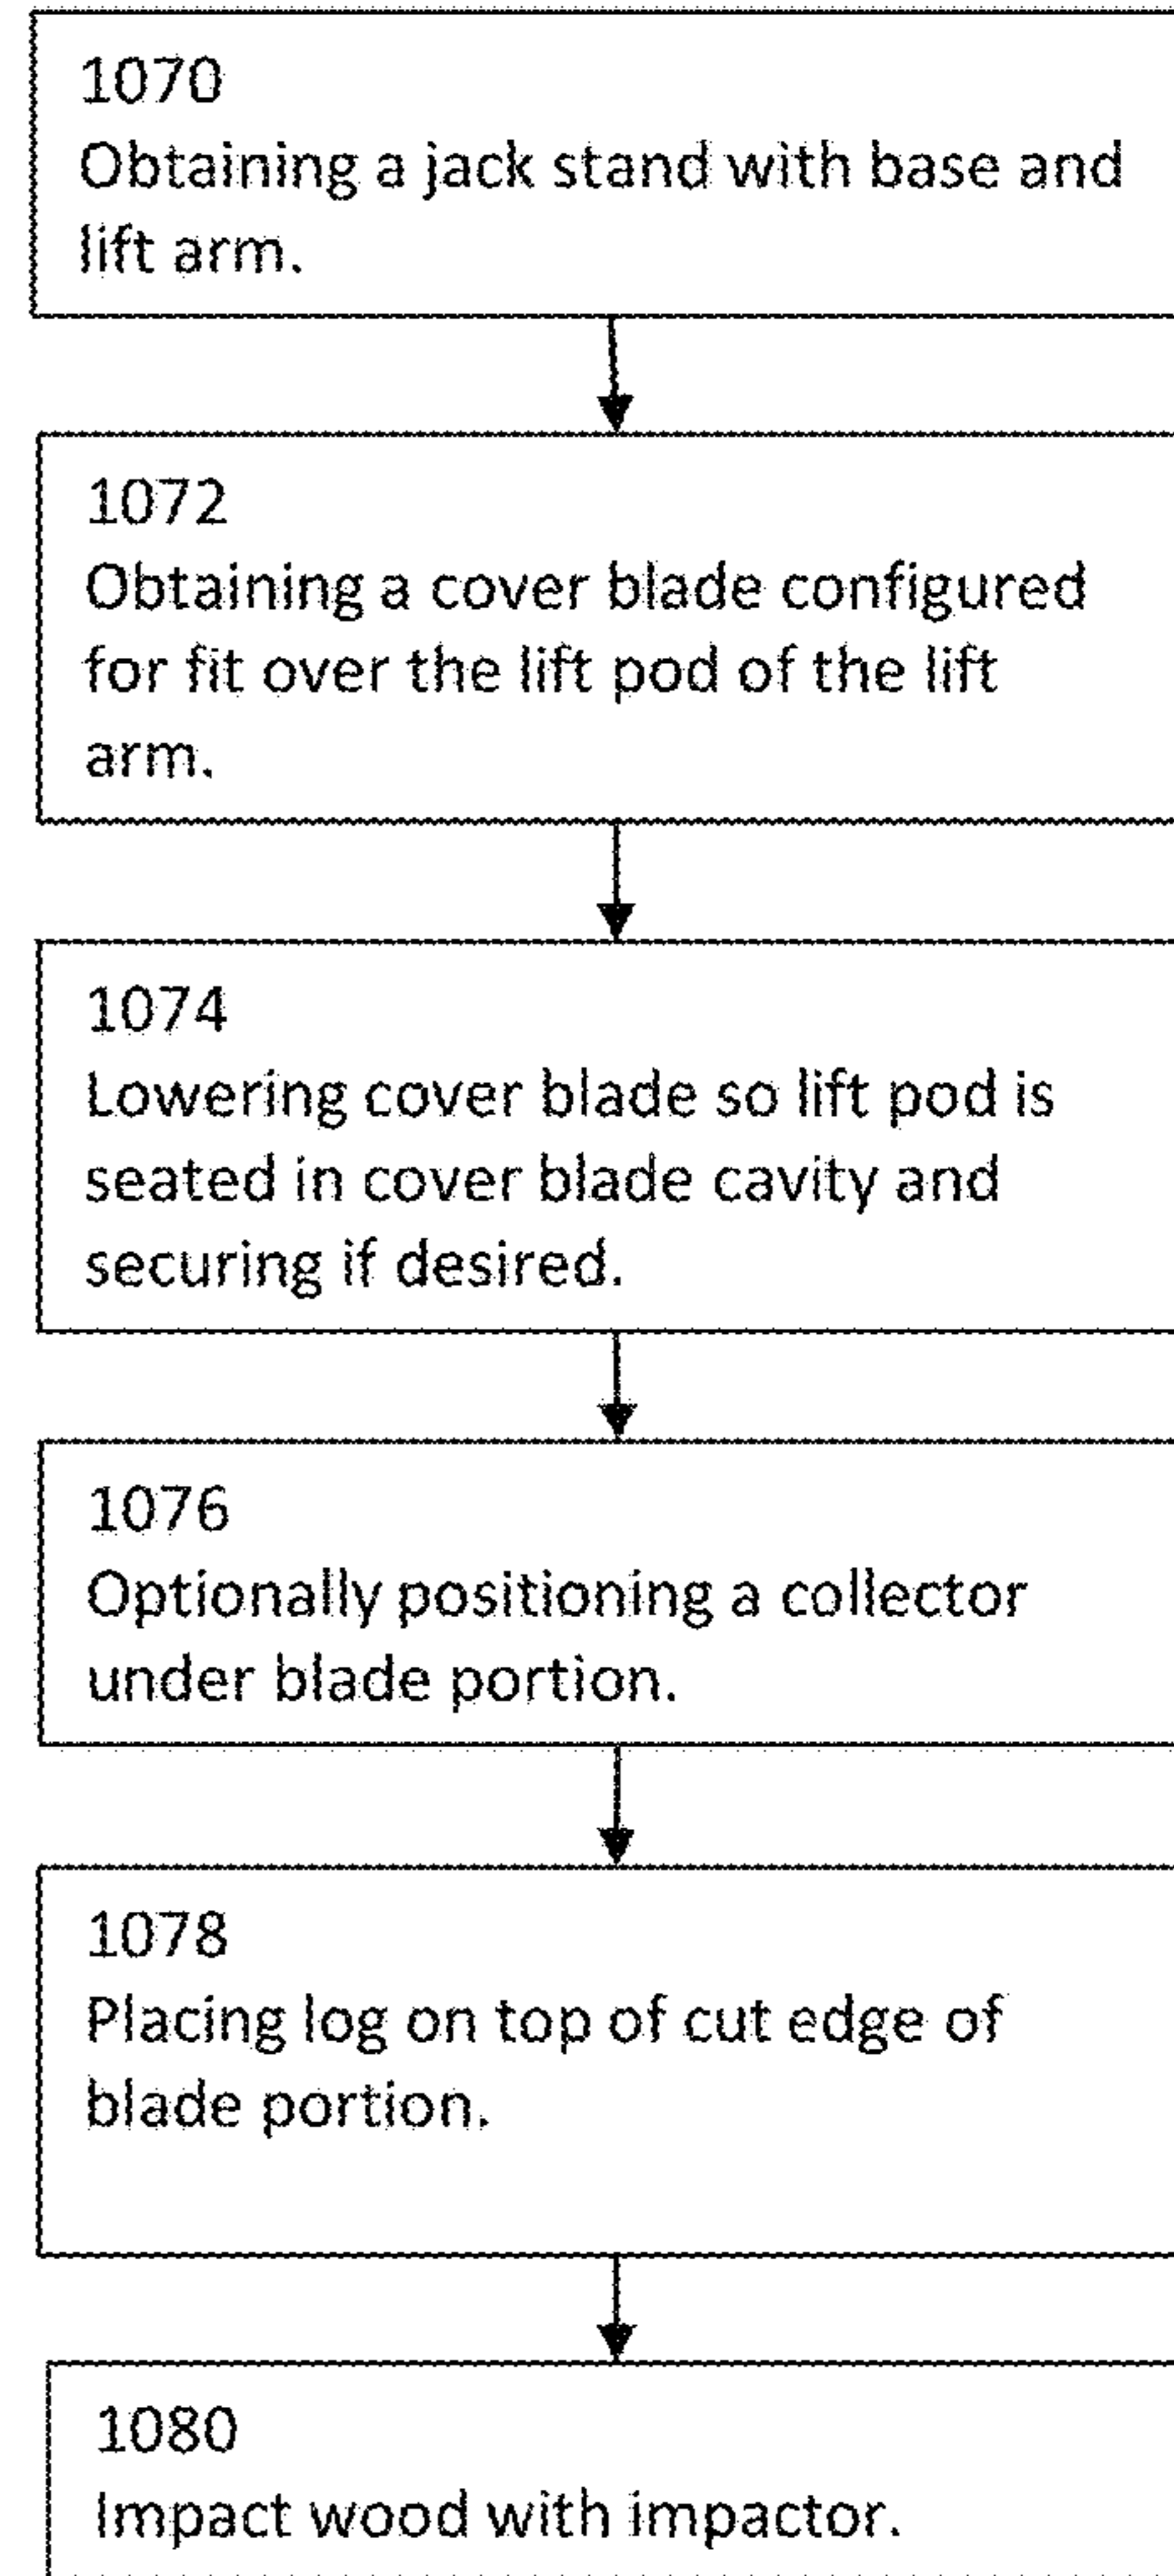 1070
Obtaining a jack stand with base and
lift arm.
1072
Obtaining a cover blade configured
for fit over the lift pod of the lift
arm.
1074
Lowering cover blade so lift pod is
seated in cover blade cavity and
securing if desired.
1076
Optionally positioning a collector
under blade portion.
1078
Placing log on top of cut edge of
blade portion.
1080
Impact wood with impactor.